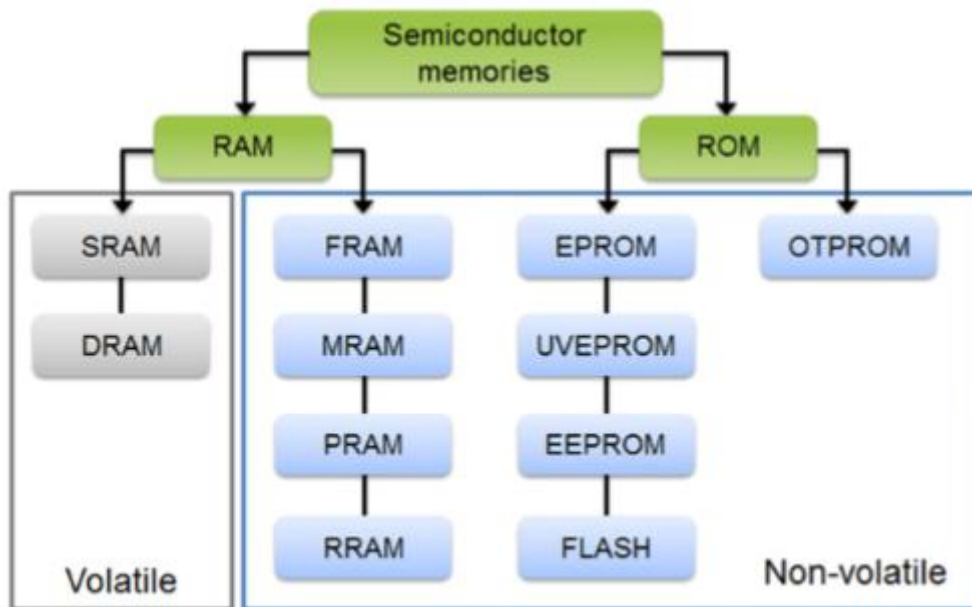 Semiconductor
memories
RAM
ROM
SRAM
FRAM
EPROM
OTPROM
DRAM
MRAM
UVEPROM
PRAM
EEPROM
RRAM
FLASH
Volatile
Non-volatile